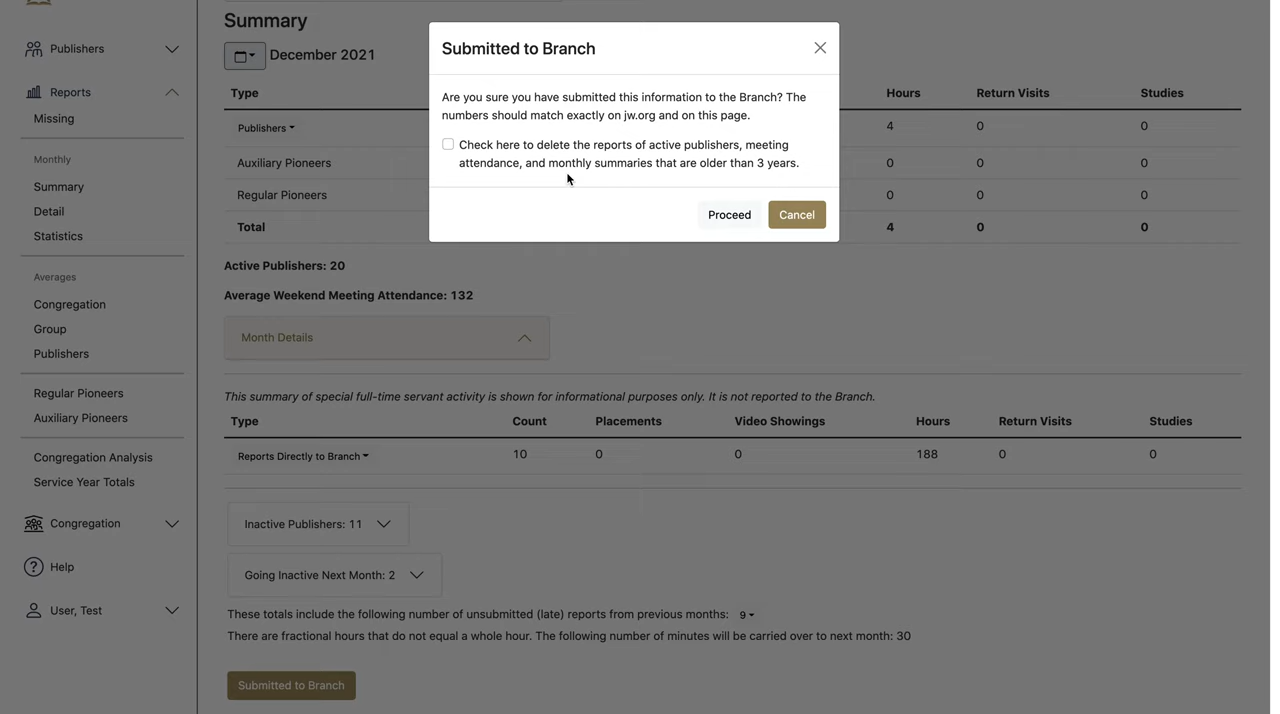 Publishers
Reports
Missing
Monthly
Summary
Detail
Statistics
Averages
Congregation
Group
Publishers
Regular Pioneers
Auxiliary Pioneers
Congregation Analysis
Service Year Totals
Congregation
Help
User, Test
Summary
December 2021
Type Hours Return Visits Studies
Publishers 4 0 0
Auxiliary Pioneers 0 0 0
Regular Pioneers 0 0 0
Total 4 0 0
Submitted to Branch
Are you sure you have submitted this information to the Branch? The
numbers should match exactly on jw.org and on this page.
Check here to delete the reports of active publishers, meeting
attendance, and monthly summaries that are older than 3 years.
Proceed Cancel
Active Publishers: 20
Average Weekend Meeting Attendance: 132
Month Details
This summary of special full-time servant activity is shown for informational purposes only. It is not reported to the Branch.
Type Count Placements Video Showings Hours Return Visits Studies
Reports Directly to Branch 10 0 0 188 0 0
Inactive Publishers: 11
Going Inactive Next Month: 2
These totals include the following number of unsubmitted (late) reports from previous months: 9
There are fractional hours that do not equal a whole hour. The following number of minutes will be carried over to next month: 30
Submitted to Branch